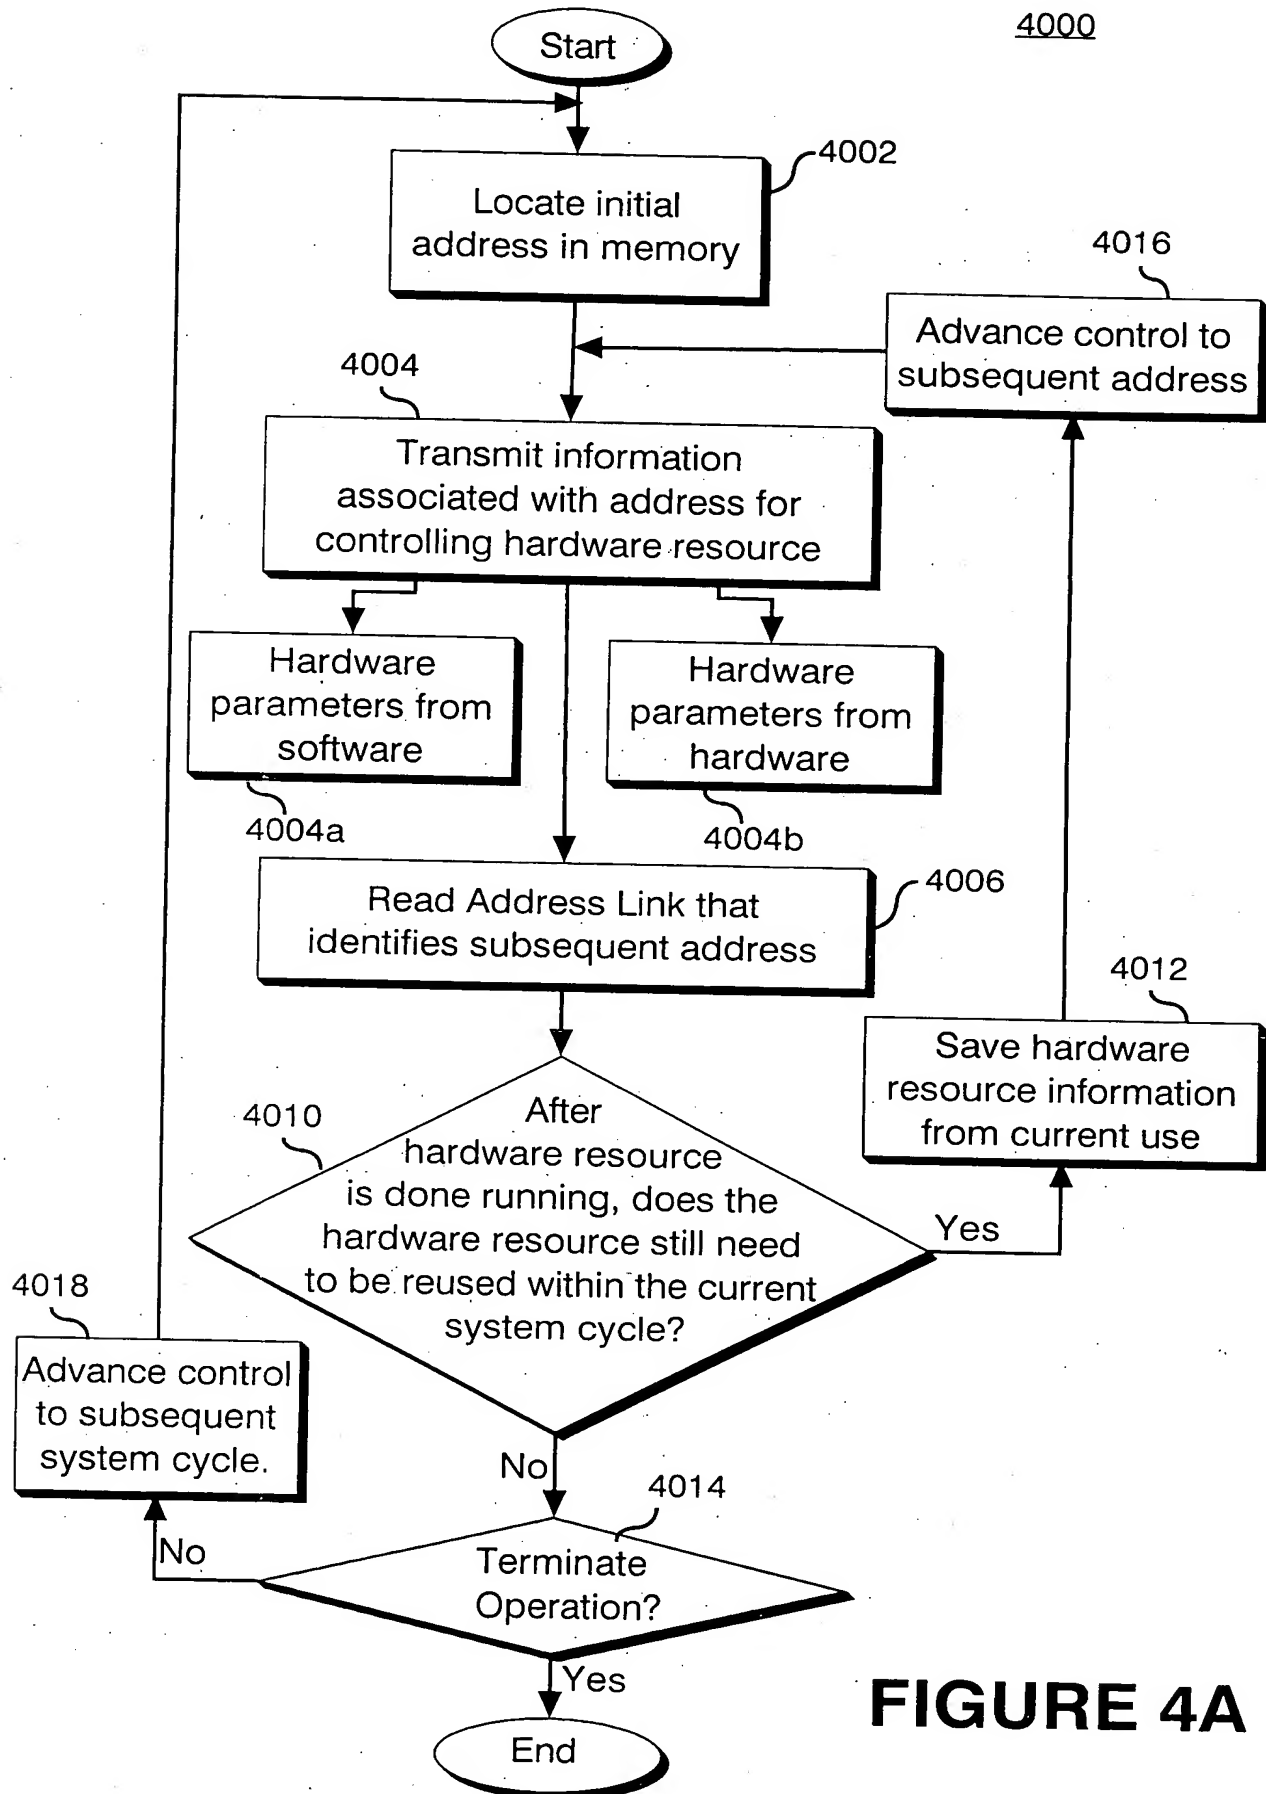 4000
Start
4002
Locate initial
address in memory
4016
Advance control to
subsequent address
4004
Transmit information
associated with address for
controlling hardware resource
Hardware
parameters from
software
4004a
Hardware
parameters from
hardware
4004b
4006
Read Address Link that
identifies subsequent address
4012
Save hardware
resource information
from current use
4010
After
hardware resource
is done running, does the
hardware resource still need
to be reused within the current
system cycle?
Yes
4018
Advance control
to subsequent
system cycle.
No
4014
Terminate
Operation?
No
Yes
End
FIGURE 4A